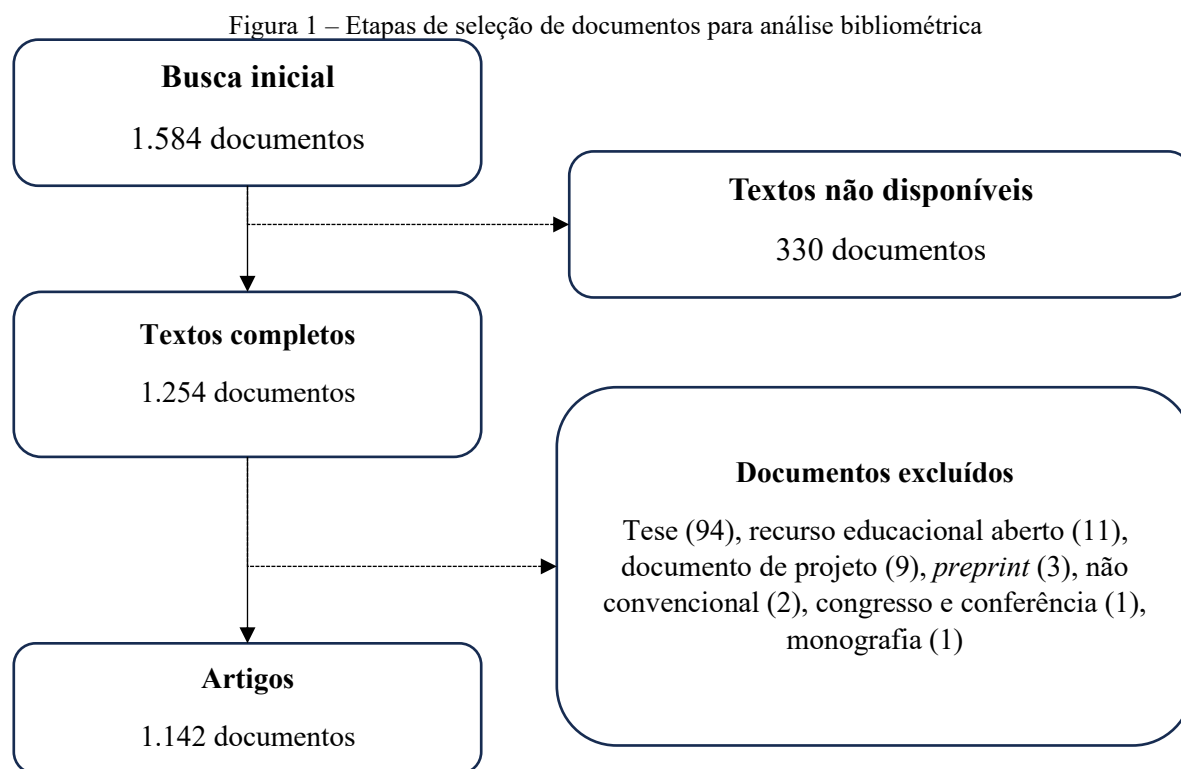 Figura 1 – Etapas de seleção de documentos para análise bibliométrica
Busca inicial
1.584 documentos
Textos não disponíveis
330 documentos
Textos completos
1.254 documentos
Documentos excluídos
Tese (94), recurso educacional aberto (11),
documento de projeto (9), preprint (3), não
convencional (2), congresso e conferência (1),
monografia (1)
Artigos
1.142 documentos